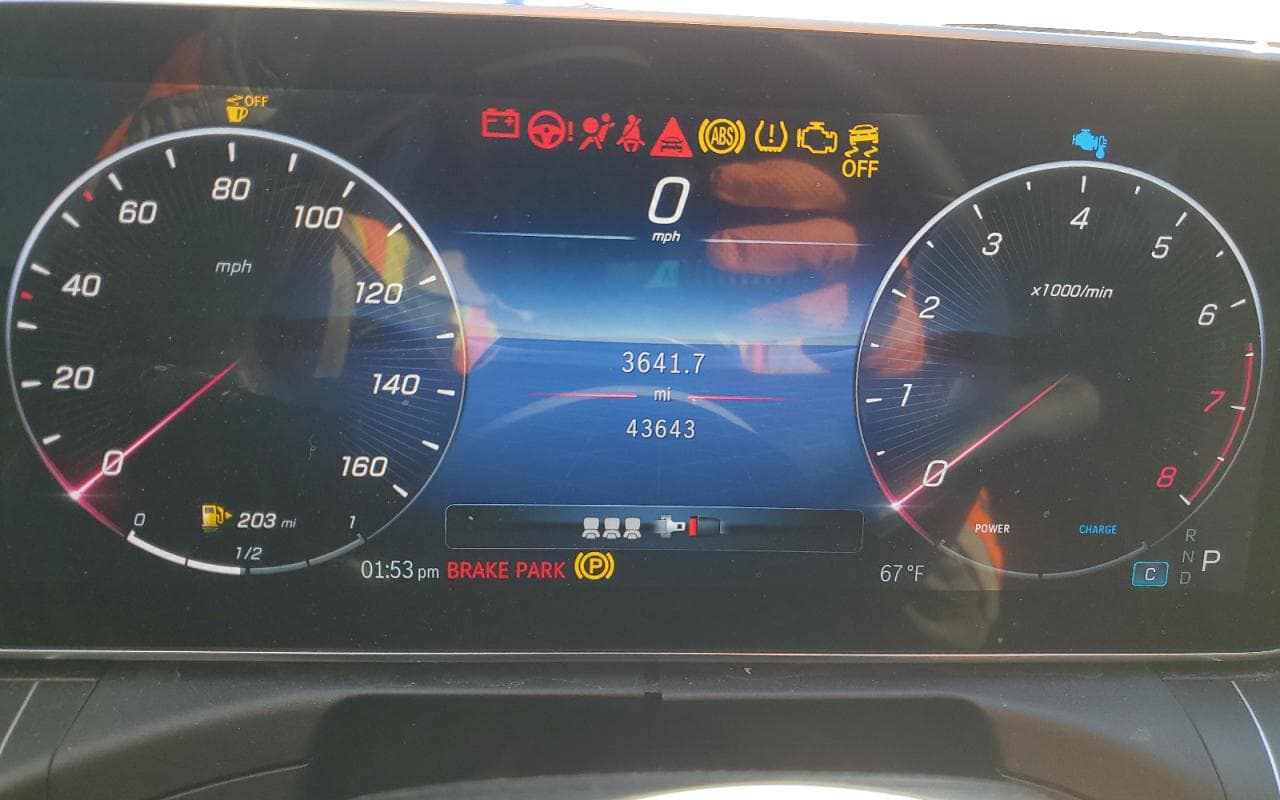 OFF
ABS
OFF
0
mph
0
20
40
60
80
100
120
140
160
mph
0
1/2
1
203 mi
3641.7
mi
43643
0
1
2
3
4
5
6
7
8
x1000/min
POWER
CHARGE
01:53 pm BRAKE PARK P
67 °F
C
R
N
D
P